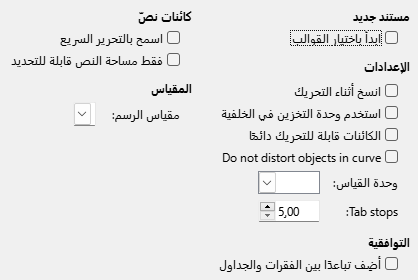 مستند جديد
ابدأ باختيار القوالب
الإعدادات
انسخ أثناء التحريك
استخدم وحدة التخزين في الخلفية
الكائنات قابلة للتحريك دائمًا
Do not distort objects in curve
وحدة القياس:
Tab stops:
5,00
التوافقية
أضِف تباعدًا بين الفقرات والجداول
كائنات نصّ
اسمح بالتحرير السريع
فقط مساحة النص قابلة للتحديد
المقياس
مقياس الرسم: